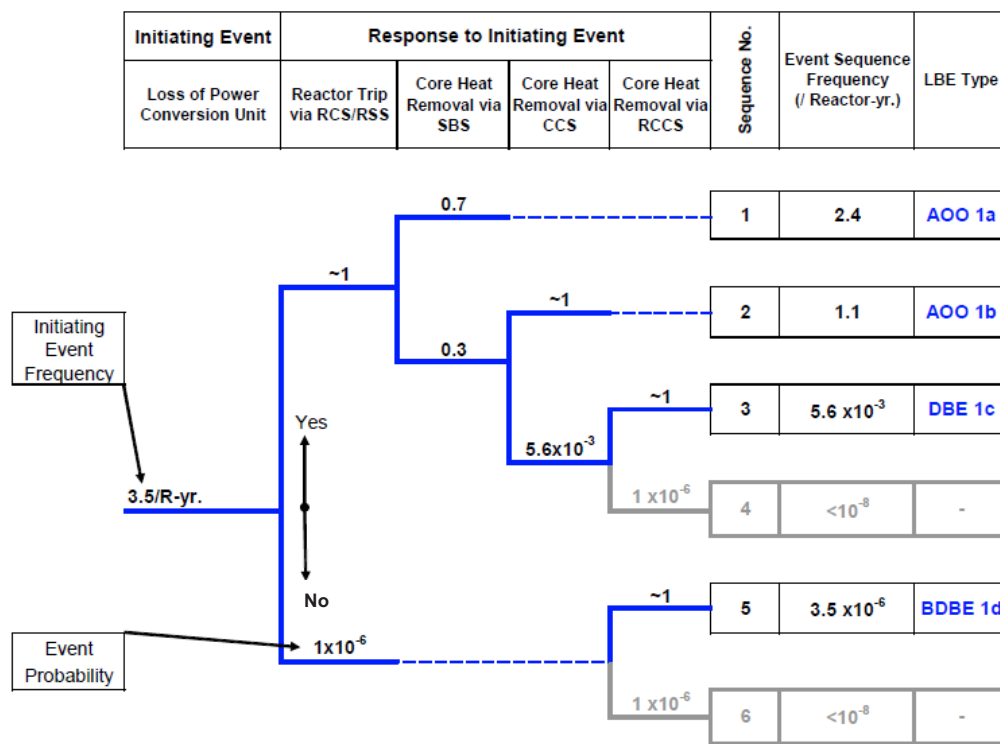 Initiating Event
Response to Initiating Event
Sequence No.
Event Sequence
Frequency
(/ Reactor-yr.)
LBE Type
Loss of Power
Conversion Unit
Reactor Trip
via RCS/RSS
Core Heat
Removal via
SBS
Core Heat
Removal via
CCS
Core Heat
Removal via
RCCS
0.7
1
2.4
AOO 1a
~1
~1
2
1.1
AOO 1b
Initiating
Event
Frequency
0.3
~1
3
5.6 x10⁻³
DBE 1c
Yes
5.6x10⁻³
3.5/R-yr.
1 x10⁻⁶
4
<10⁻⁸
-
No
~1
5
3.5 x10⁻⁶
BDBE 1d
Event
Probability
1x10⁻⁶
1 x10⁻⁶
6
<10⁻⁸
-